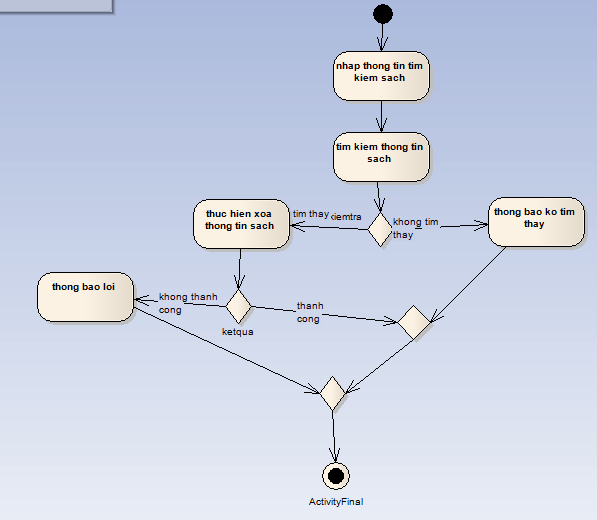 nhap thong tin tim
kiem sach
tim kiem thong tin
sach
thuc hien xoa
thong tin sach
tim thay
kiemtra
khong tim
thay
thong bao ko tim
thay
thong bao loi
khong thanh
cong
ketqua
thanh
cong
ActivityFinal